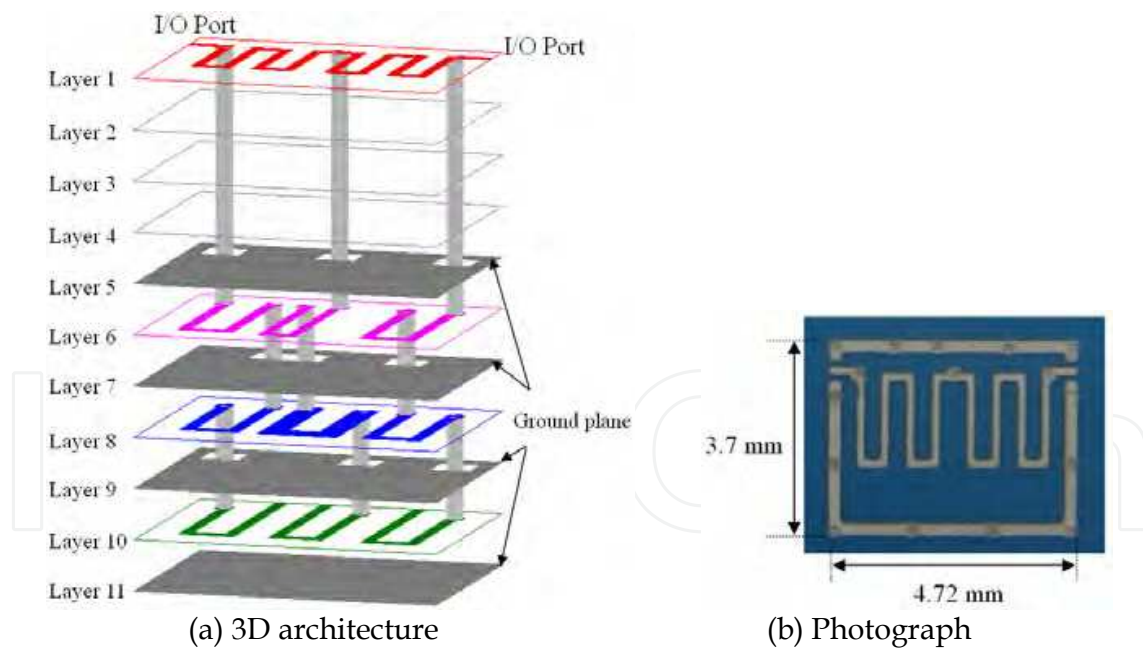 I/O Port
I/O Port
Layer 1
Layer 2
Layer 3
Layer 4
Layer 5
Layer 6
Layer 7
Layer 8
Layer 9
Layer 10
Layer 11
Ground plane
3.7 mm
4.72 mm
(a) 3D architecture
(b) Photograph